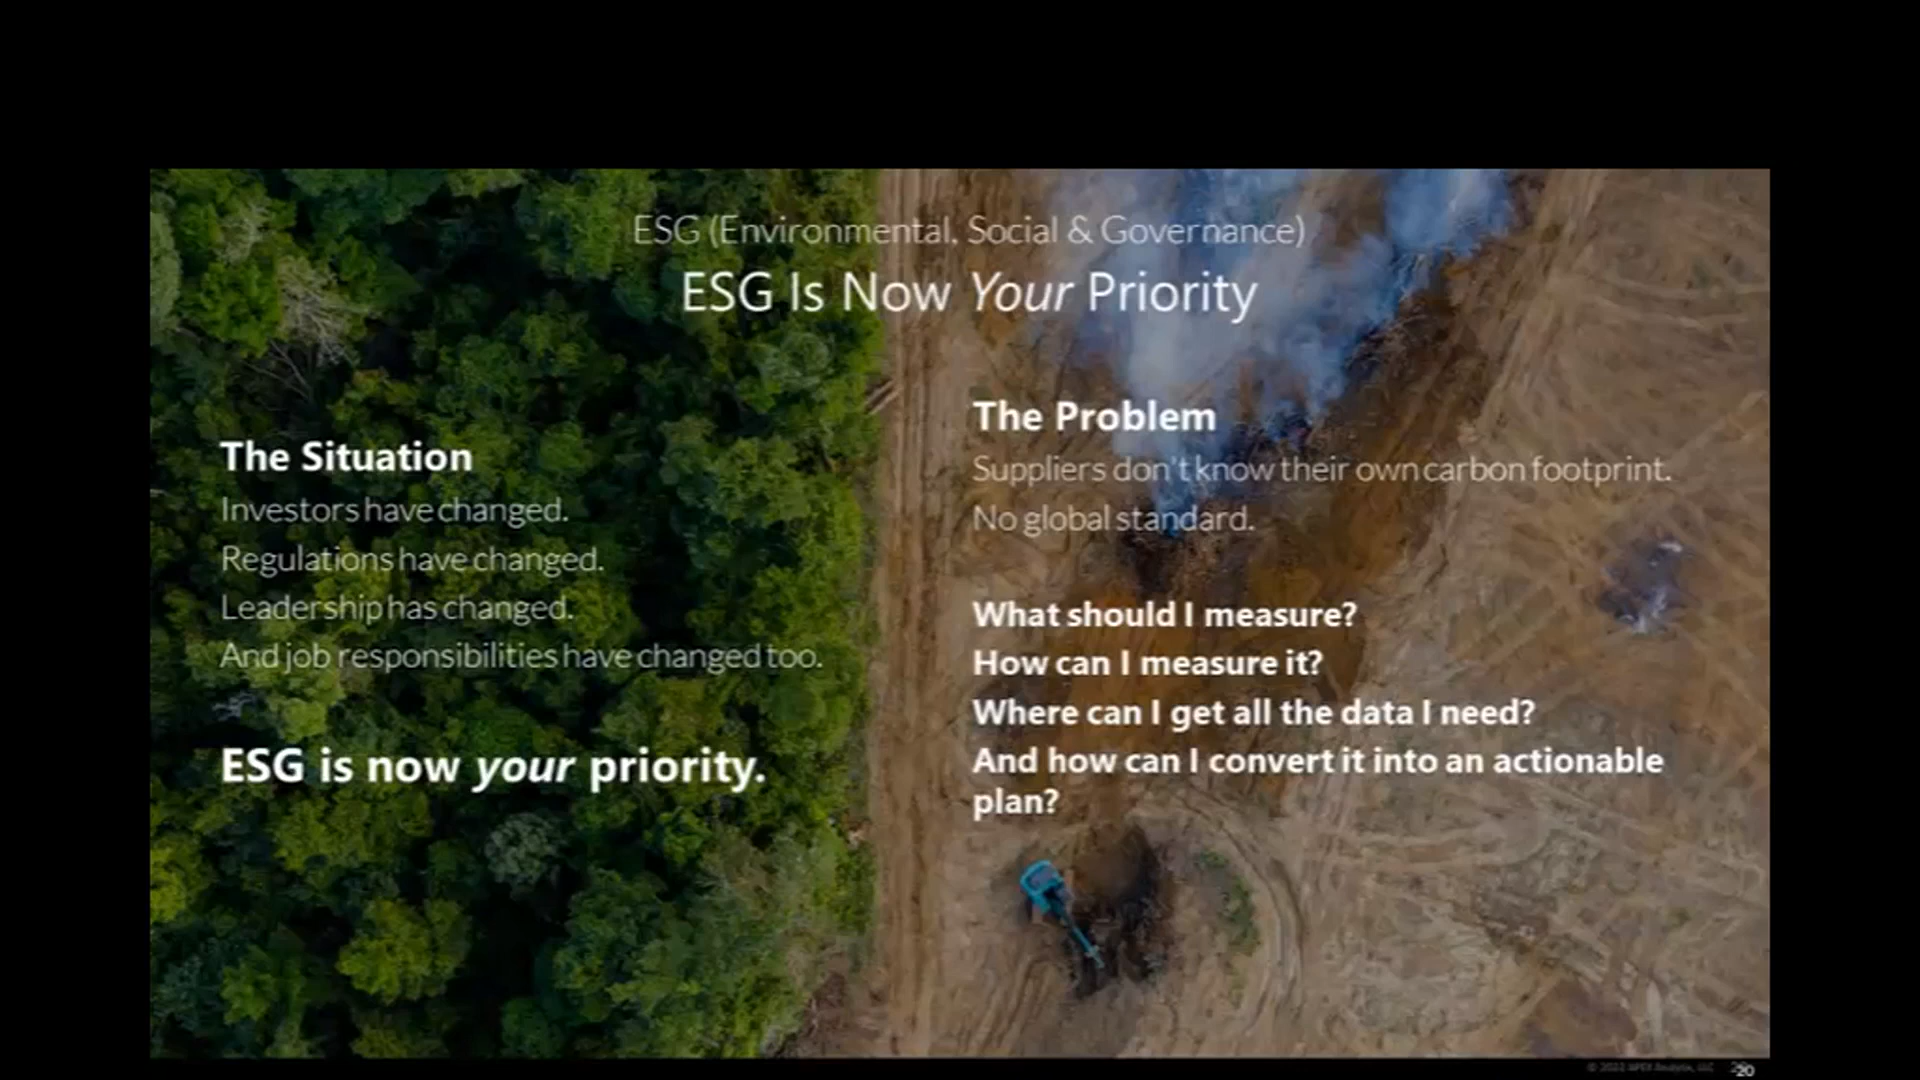 ESG (Environmental, Social & Governance)
ESG Is Now Your Priority
The Situation
Investors have changed.
Regulations have changed.
Leadership has changed.
And job responsibilities have changed too.
ESG is now your priority.
The Problem
Suppliers don't know their own carbon footprint.
No global standard.
What should I measure?
How can I measure it?
Where can I get all the data I need?
And how can I convert it into an actionable
plan?
20